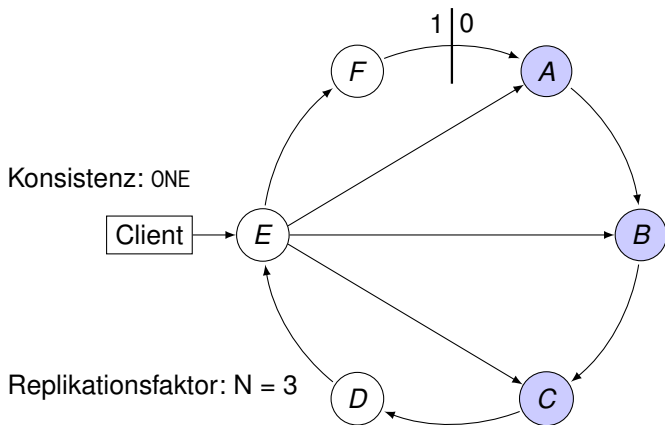 1 0
F
A
Konsistenz: ONE
Client
E
B
Replikationsfaktor: N = 3
D
C